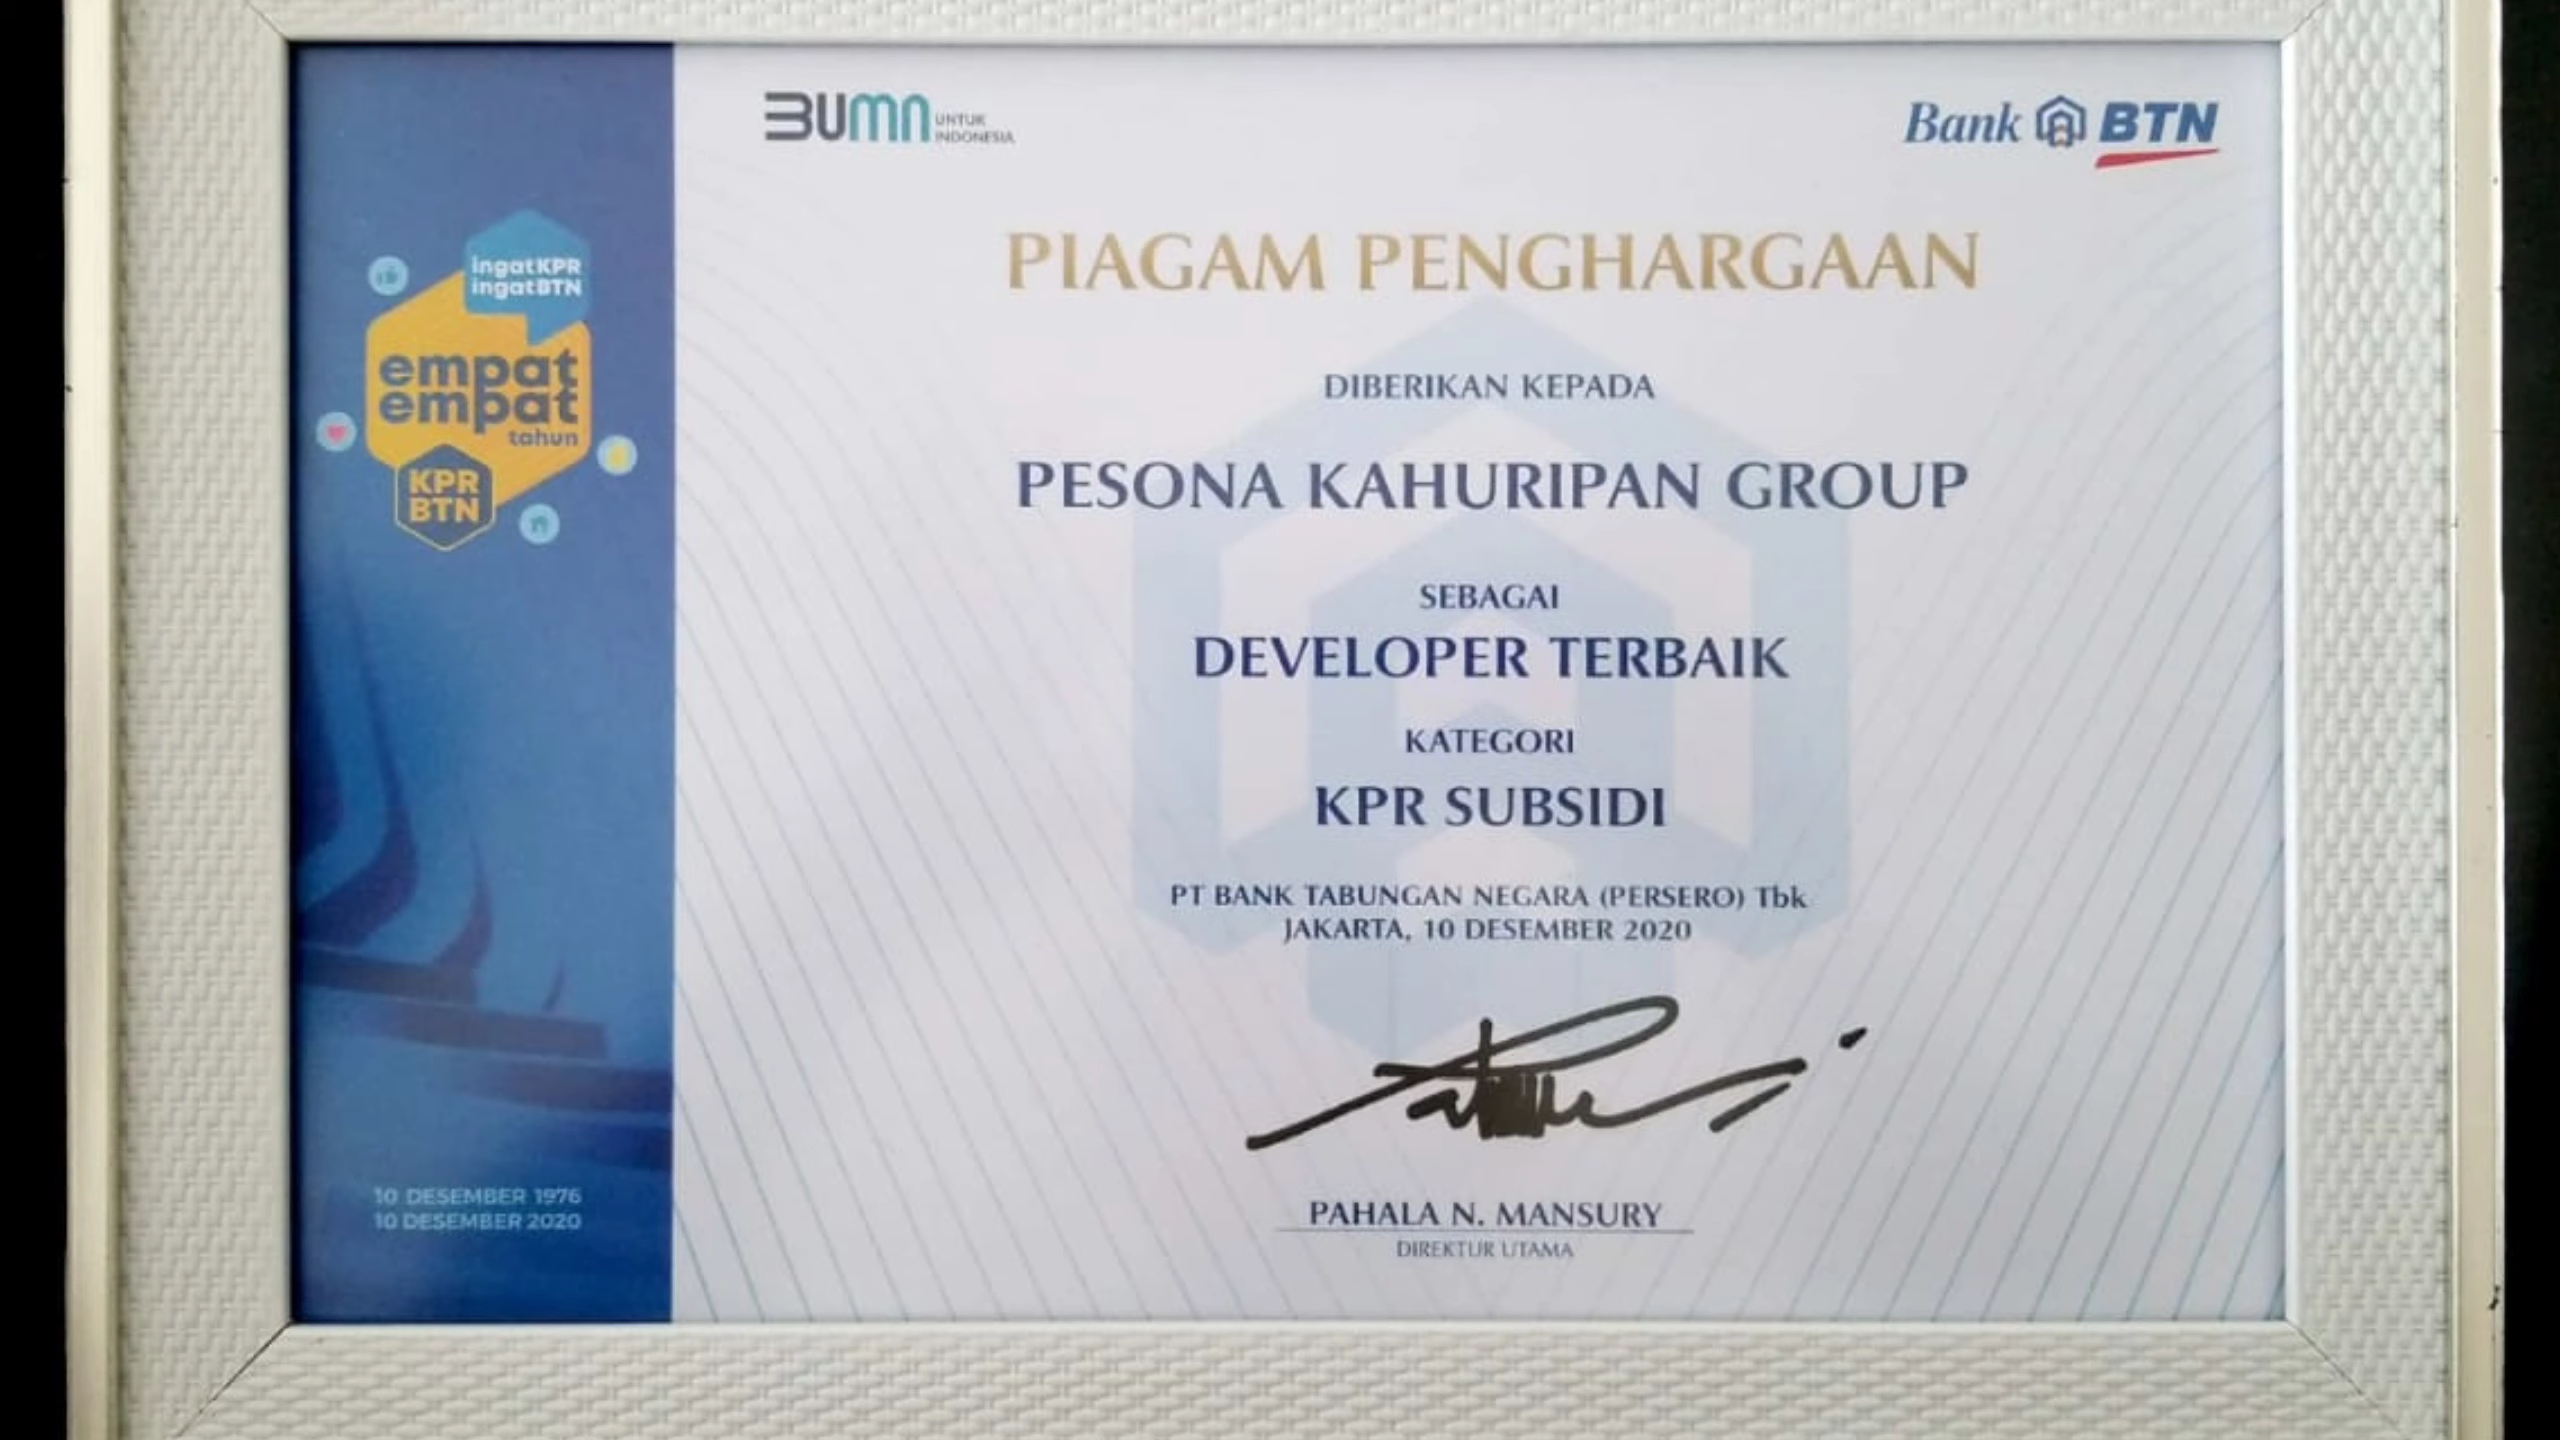 BUMN UNTUK INDONESIA
Bank BTN
ingatKPR
ingatBTN
empat
empat
tahun
KPR
BTN
10 DESEMBER 1976
10 DESEMBER 2020
PIAGAM PENGHARGAAN
DIBERIKAN KEPADA
PESONA KAHURIPAN GROUP
SEBAGAI
DEVELOPER TERBAIK
KATEGORI
KPR SUBSIDI
PT BANK TABUNGAN NEGARA (PERSERO) Tbk
JAKARTA, 10 DESEMBER 2020
PAHALA N. MANSURY
DIREKTUR UTAMA